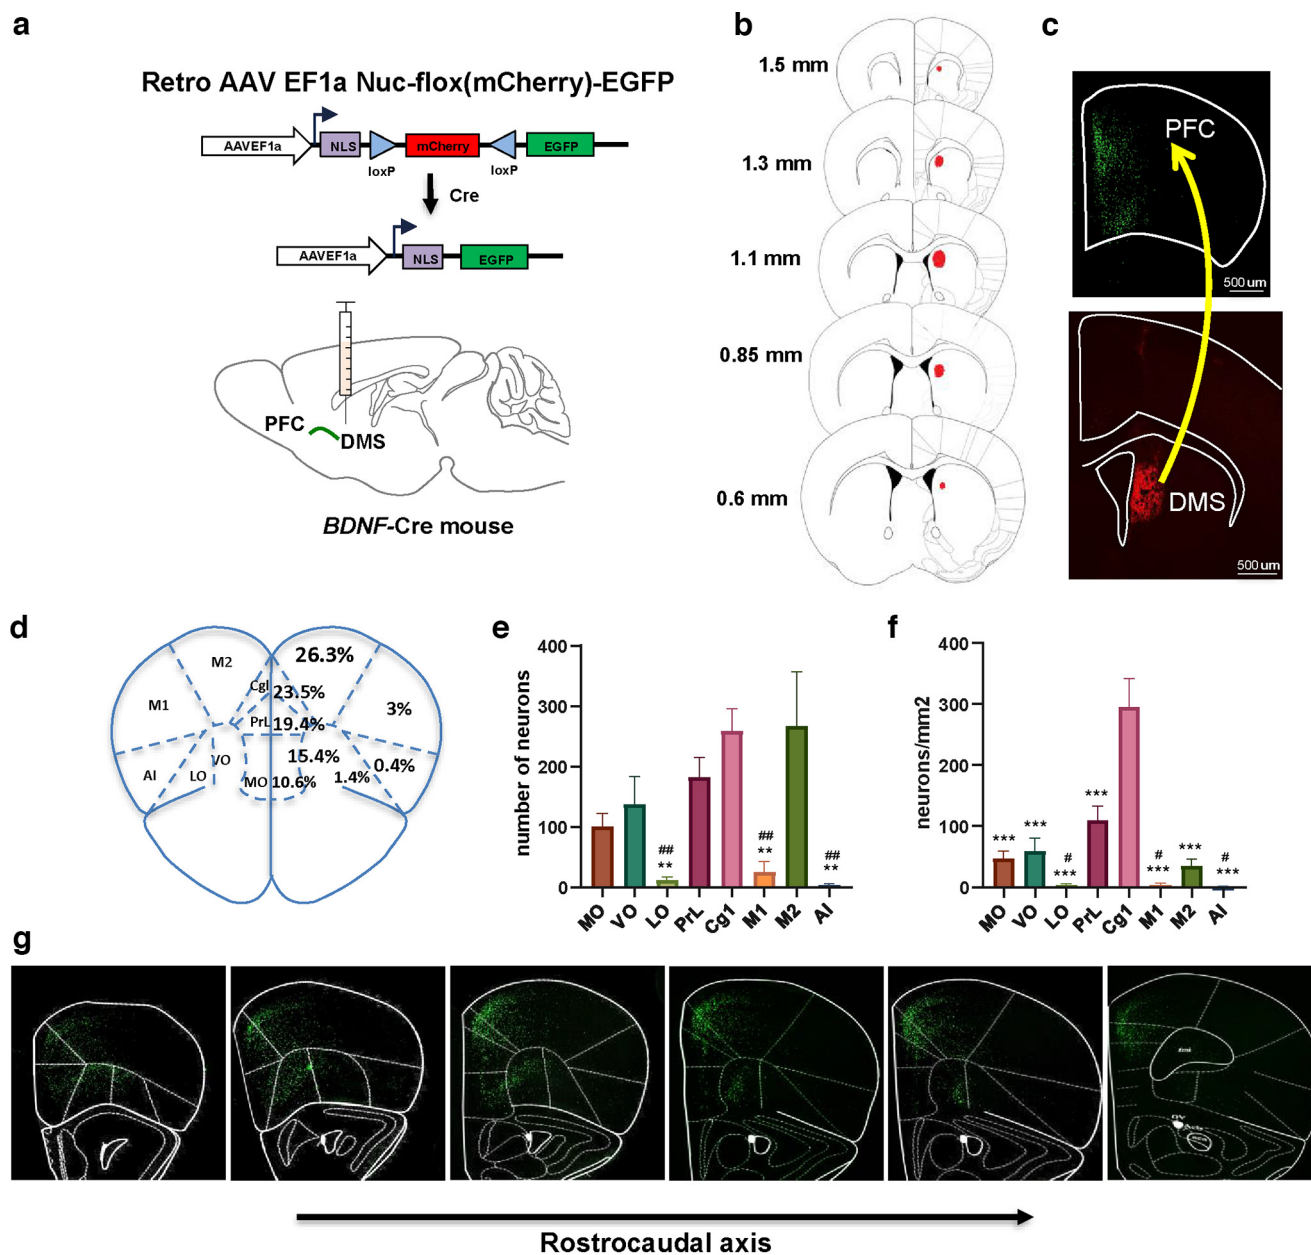 a
Retro AAV EF1a Nuc-flox(mCherry)-EGFP
AAVEF1a
NLS
mCherry
EGFP
loxP
loxP
Cre
AAVEF1a
NLS
EGFP
PFC
DMS
BDNF-Cre mouse
b
1.5 mm
1.3 mm
1.1 mm
0.85 mm
0.6 mm
c
PFC
500 um
DMS
500 um
d
M2
26.3%
Cgl
23.5%
M1
3%
PrL
19.4%
VO
15.4%
AI
LO
0.4%
MO
10.6%
1.4%
e
number of neurons
400
300
200
100
0
##
**
##
**
##
**
MO
VO
LO
PrL
Cg1
M1
M2
AI
f
neurons/mm2
400
300
200
100
0
***
***
#
***
***
#
***
***
#
***
MO
VO
LO
PrL
Cg1
M1
M2
AI
g
OV
Rostrocaudal axis